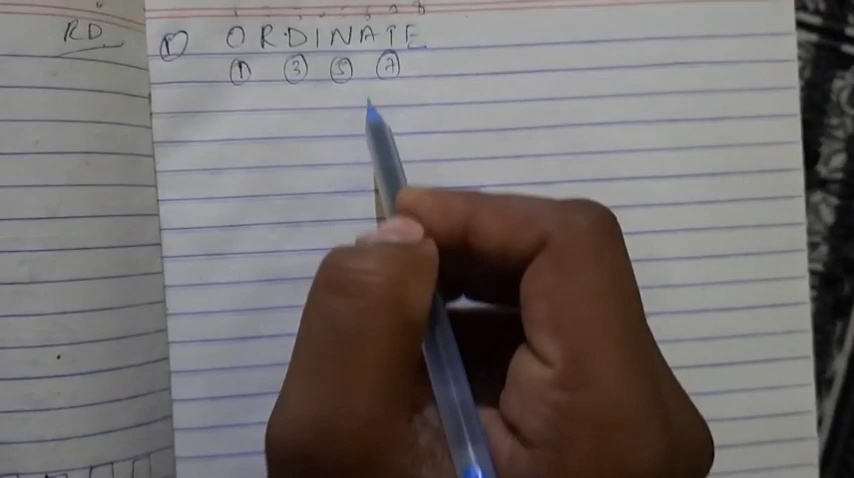 RD
① ORDINATE
① ③ ⑤ ⑦